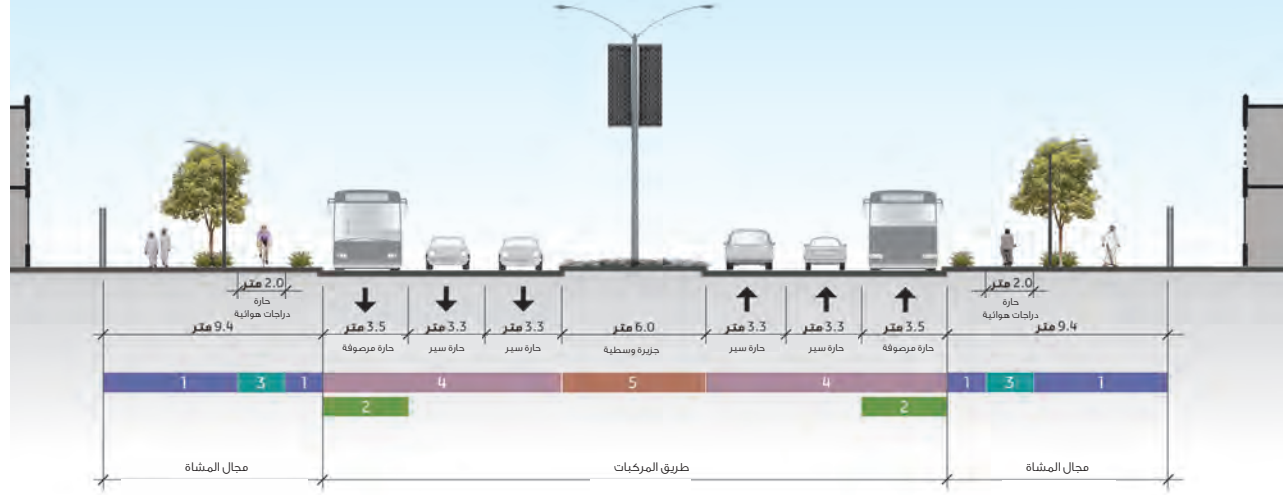 2.0 متر
حارة
دراجات هوائية
2.0 متر
حارة
دراجات هوائية
9.4 متر
3.5 متر
3.3 متر
3.3 متر
6.0 متر
3.3 متر
3.3 متر
3.5 متر
9.4 متر
حارة مرصوفة
حارة سير
حارة سير
جزيرة وسطية
حارة سير
حارة سير
حارة مرصوفة
1
3
1
4
5
4
1
3
1
2
2
مجال المشاة
طريق المركبات
مجال المشاة